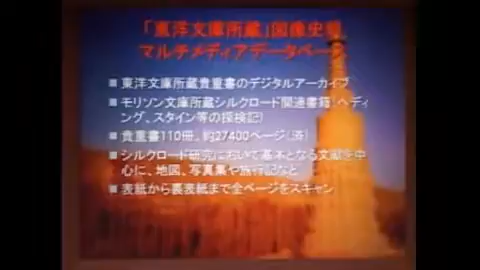 「東洋文庫所蔵」図像史料
マルチメディアデータベース
■ 東洋文庫所蔵貴重書のデジタルアーカイブ
■ モリソン文庫所蔵シルクロード関連書籍（ヘディ
ング、スタイン等の探検記）
■ 貴重書110冊、約27400ページ（済）
■ シルクロード研究において基本となる文献を中
心に、地図、写真集や旅行記など
■ 表紙から裏表紙まで全ページをスキャン